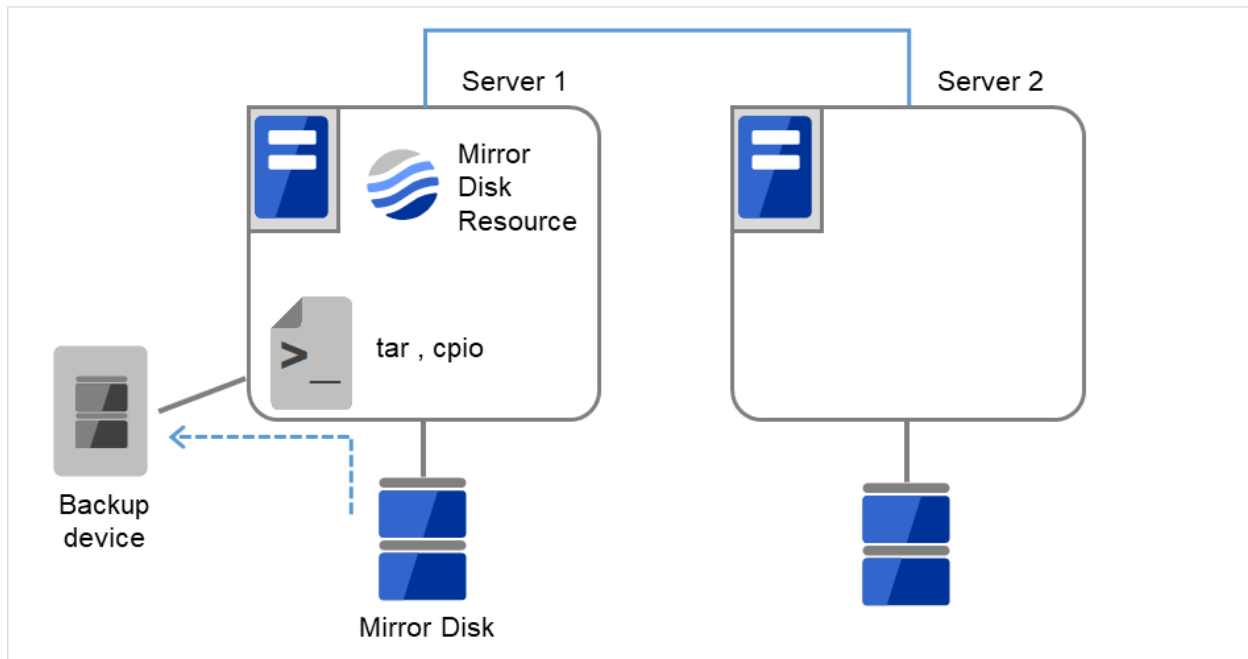 Server 1
Server 2
Mirror
Disk
Resource
>_
tar , cpio
Backup
device
Mirror Disk